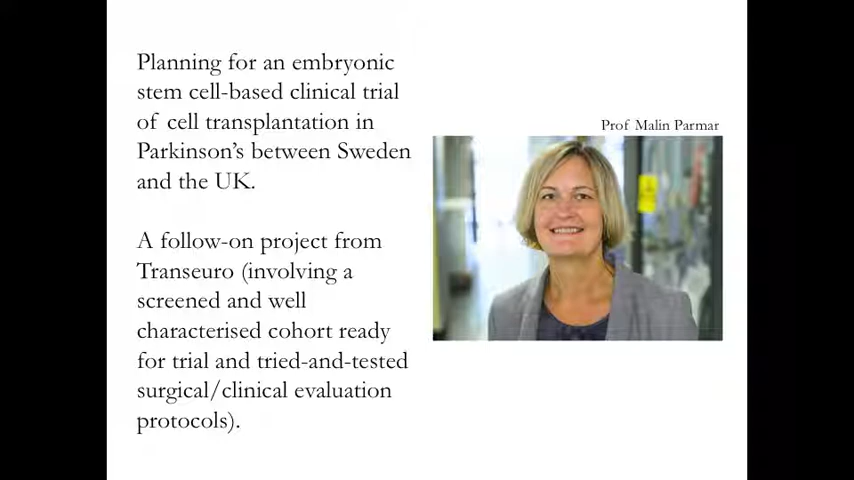 Planning for an embryonic
stem cell-based clinical trial
of cell transplantation in
Parkinson's between Sweden
and the UK.
A follow-on project from
Transeuro (involving a
screened and well
characterised cohort ready
for trial and tried-and-tested
surgical/clinical evaluation
protocols).
Prof Malin Parmar